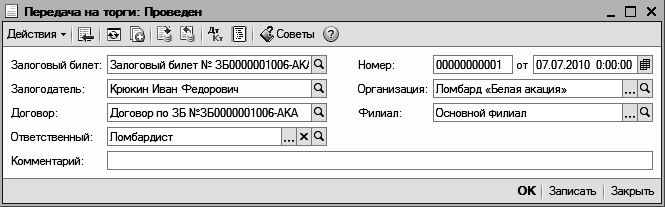 Передача на торги: Проведен
Действия Дт Кт Советы
Залоговый билет: Залоговый билет № ЗБ0000001006-АКА Номер: 00000000001 от 07.07.2010 0:00:00
Залогодатель: Крюкин Иван Федорович Организация: Ломбард «Белая акация» ...
Договор: Договор по ЗБ №ЗБ0000001006-АКА Филиал: Основной филиал ...
Ответственный: Ломбардист ...
Комментарий:
OK Записать Закрыть